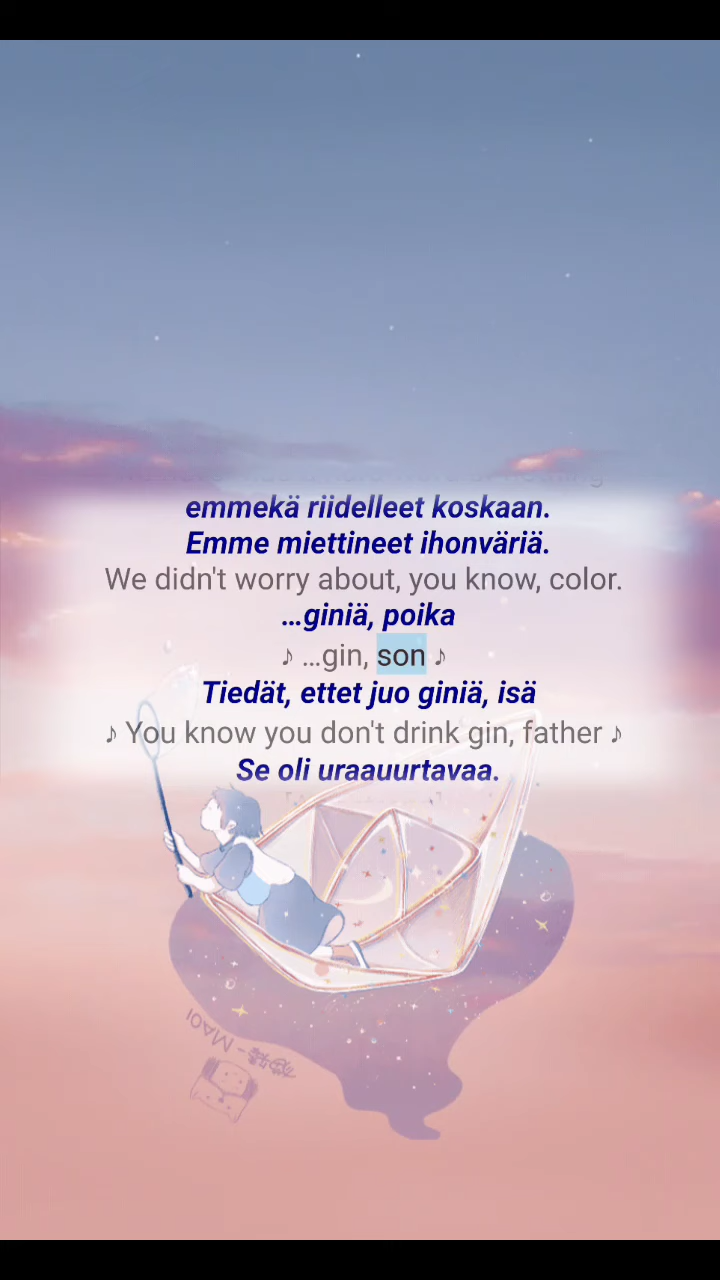 emmekä riidelleet koskaan.
Emme miettineet ihonväriä.
We didn't worry about, you know, color.
…giniä, poika
♪ …gin, son ♪
Tiedät, ettet juo giniä, isä
♪ You know you don't drink gin, father ♪
Se oli uraauurtavaa.
MAOI